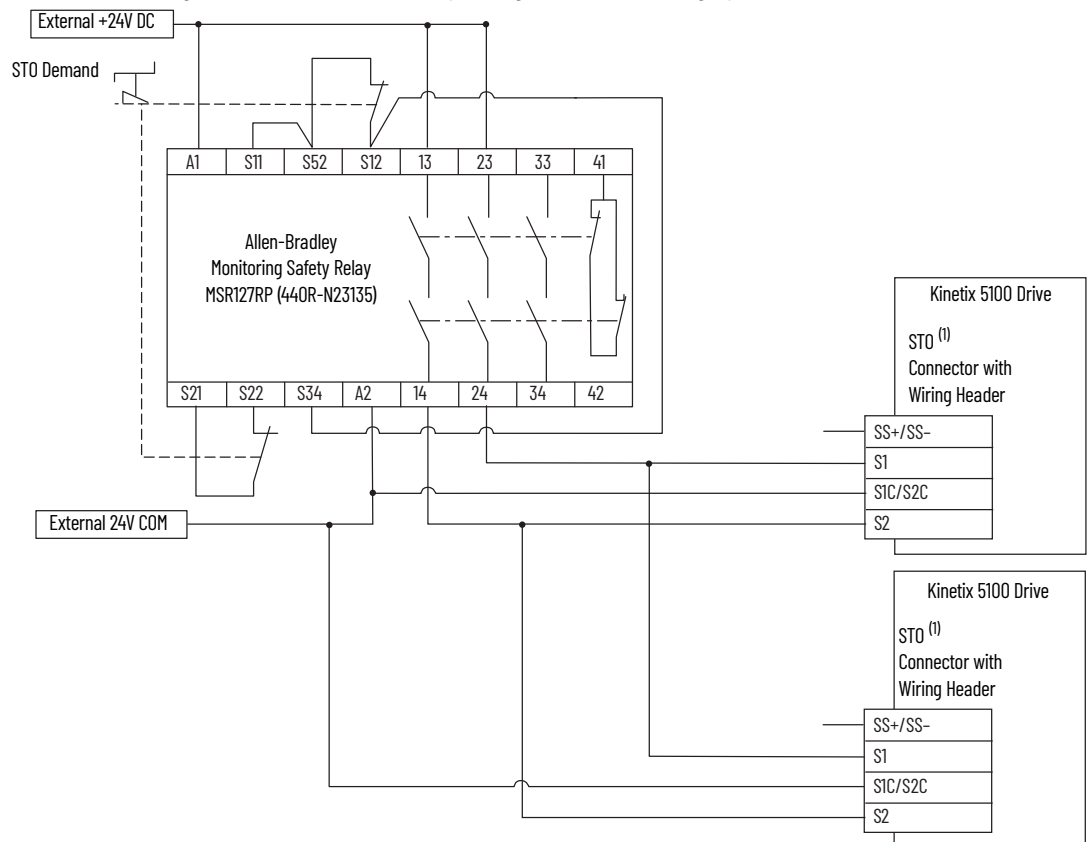 External +24V DC
STO Demand
A1 S11 S52 S12 13 23 33 41
Allen-Bradley
Monitoring Safety Relay
MSR127RP (440R-N23135)
S21 S22 S34 A2 14 24 34 42
External 24V COM
Kinetix 5100 Drive
STO (1)
Connector with
Wiring Header
SS+/SS–
S1
S1C/S2C
S2
Kinetix 5100 Drive
STO (1)
Connector with
Wiring Header
SS+/SS–
S1
S1C/S2C
S2